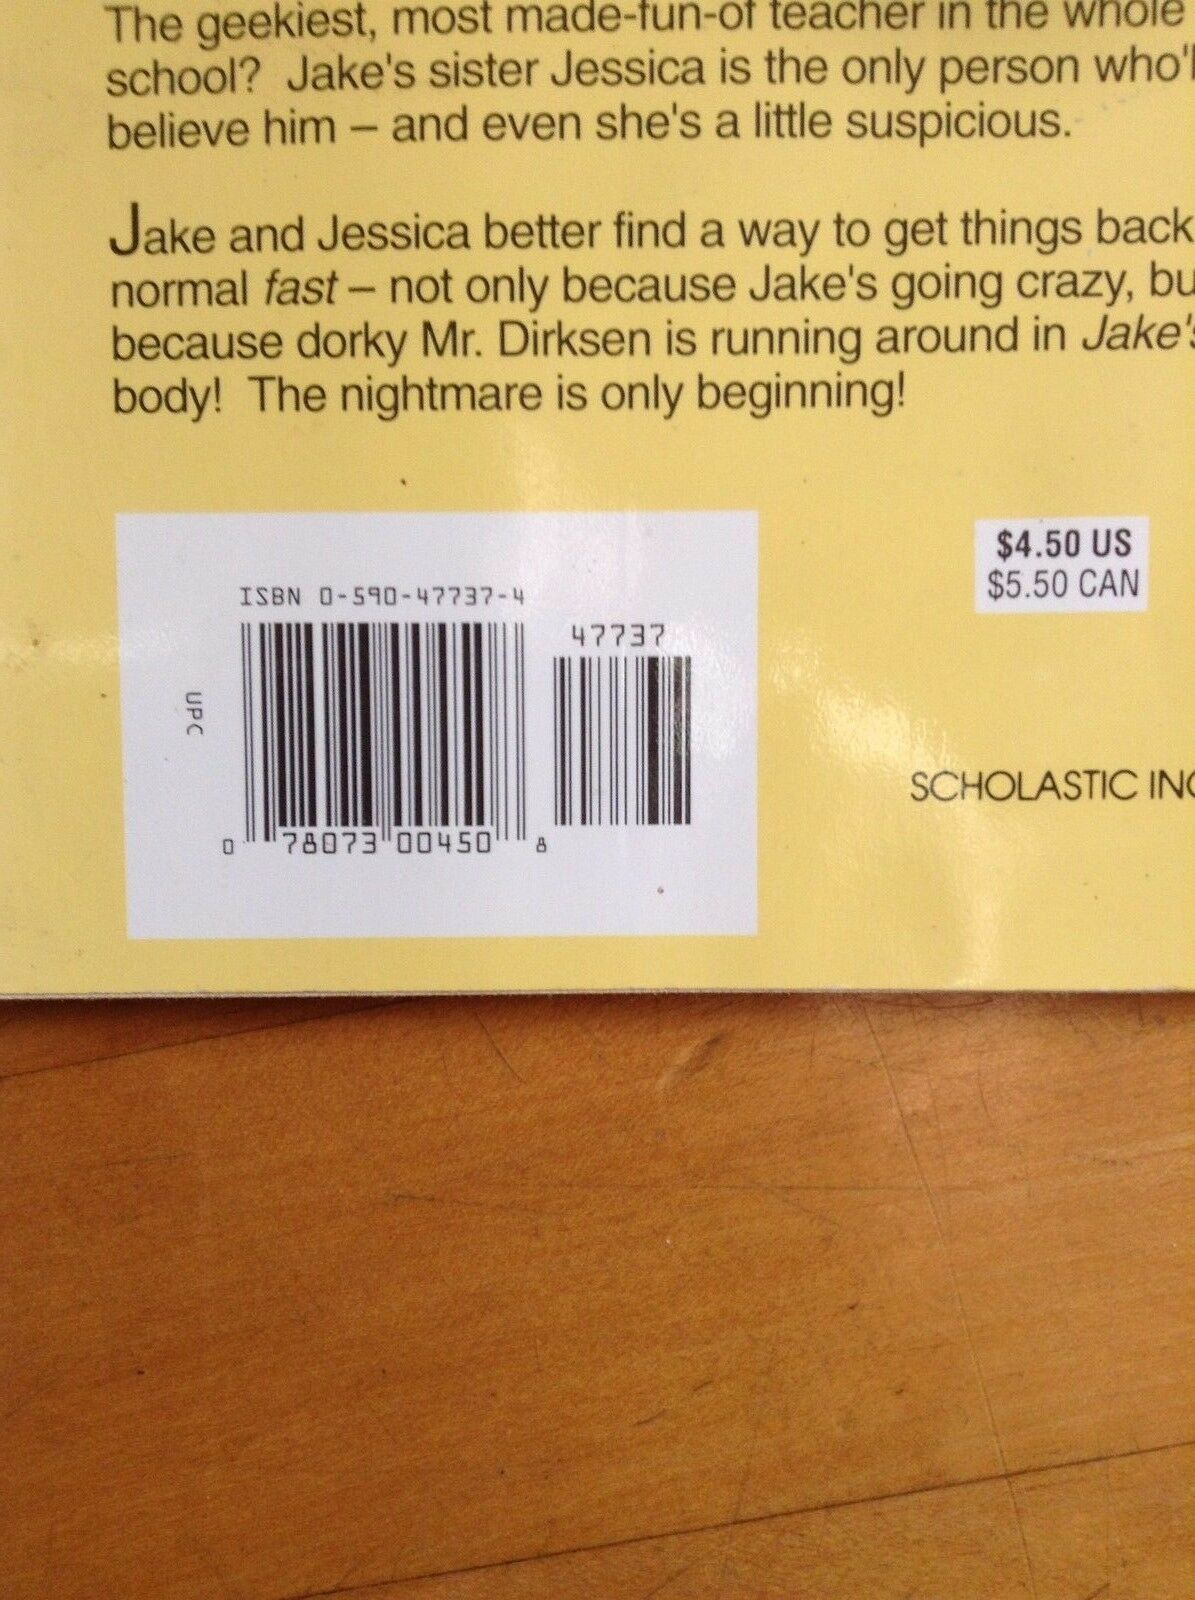 The geekiest, most made-fun-of teacher in the whole
school? Jake's sister Jessica is the only person who'l
believe him – and even she's a little suspicious.
Jake and Jessica better find a way to get things back
normal fast – not only because Jake's going crazy, bu
because dorky Mr. Dirksen is running around in Jake's
body! The nightmare is only beginning!
$4.50 US
$5.50 CAN
ISBN 0-590-47737-4
47737
UPC
0 78073 00450 8
SCHOLASTIC INC